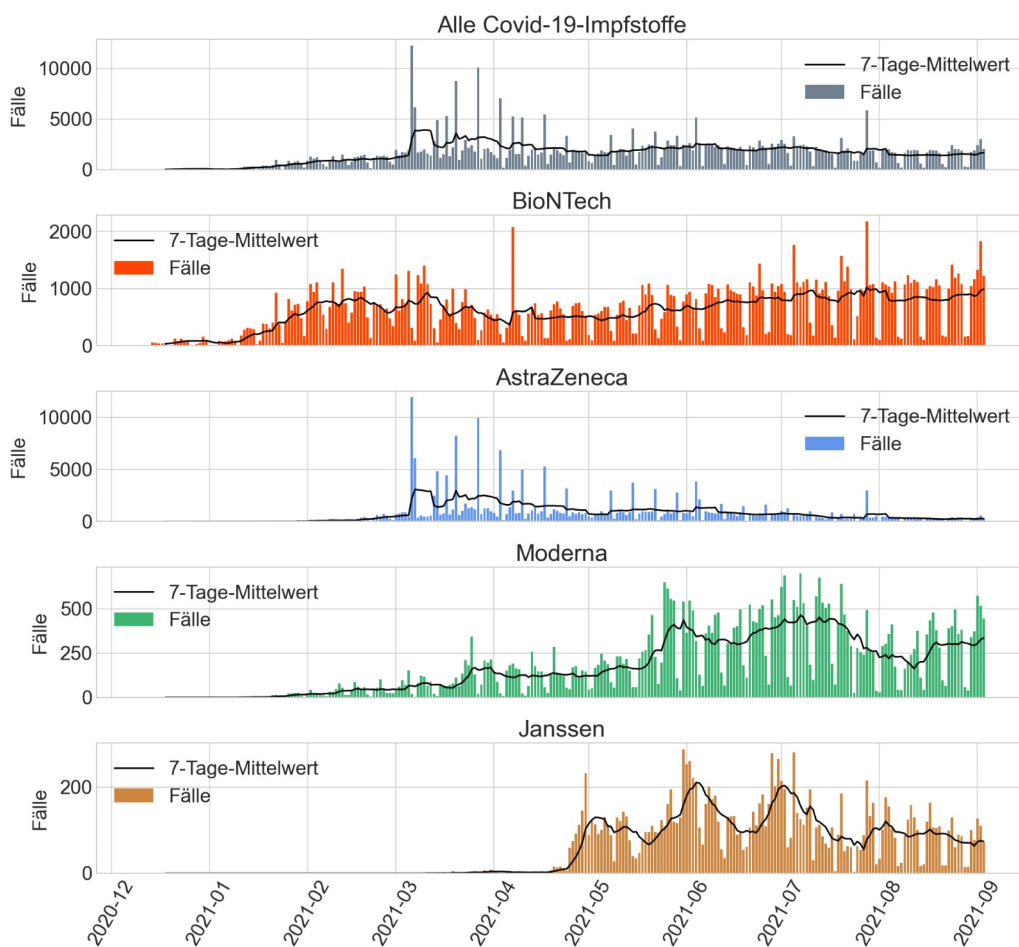 Alle Covid-19-Impfstoffe
Fälle
10000
5000
0
7-Tage-Mittelwert
Fälle
BioNTech
Fälle
2000
1000
0
7-Tage-Mittelwert
Fälle
AstraZeneca
Fälle
10000
5000
0
7-Tage-Mittelwert
Fälle
Moderna
Fälle
500
250
0
7-Tage-Mittelwert
Fälle
Janssen
Fälle
200
0
7-Tage-Mittelwert
Fälle
2020-12
2021-01
2021-02
2021-03
2021-04
2021-05
2021-06
2021-07
2021-08
2021-09